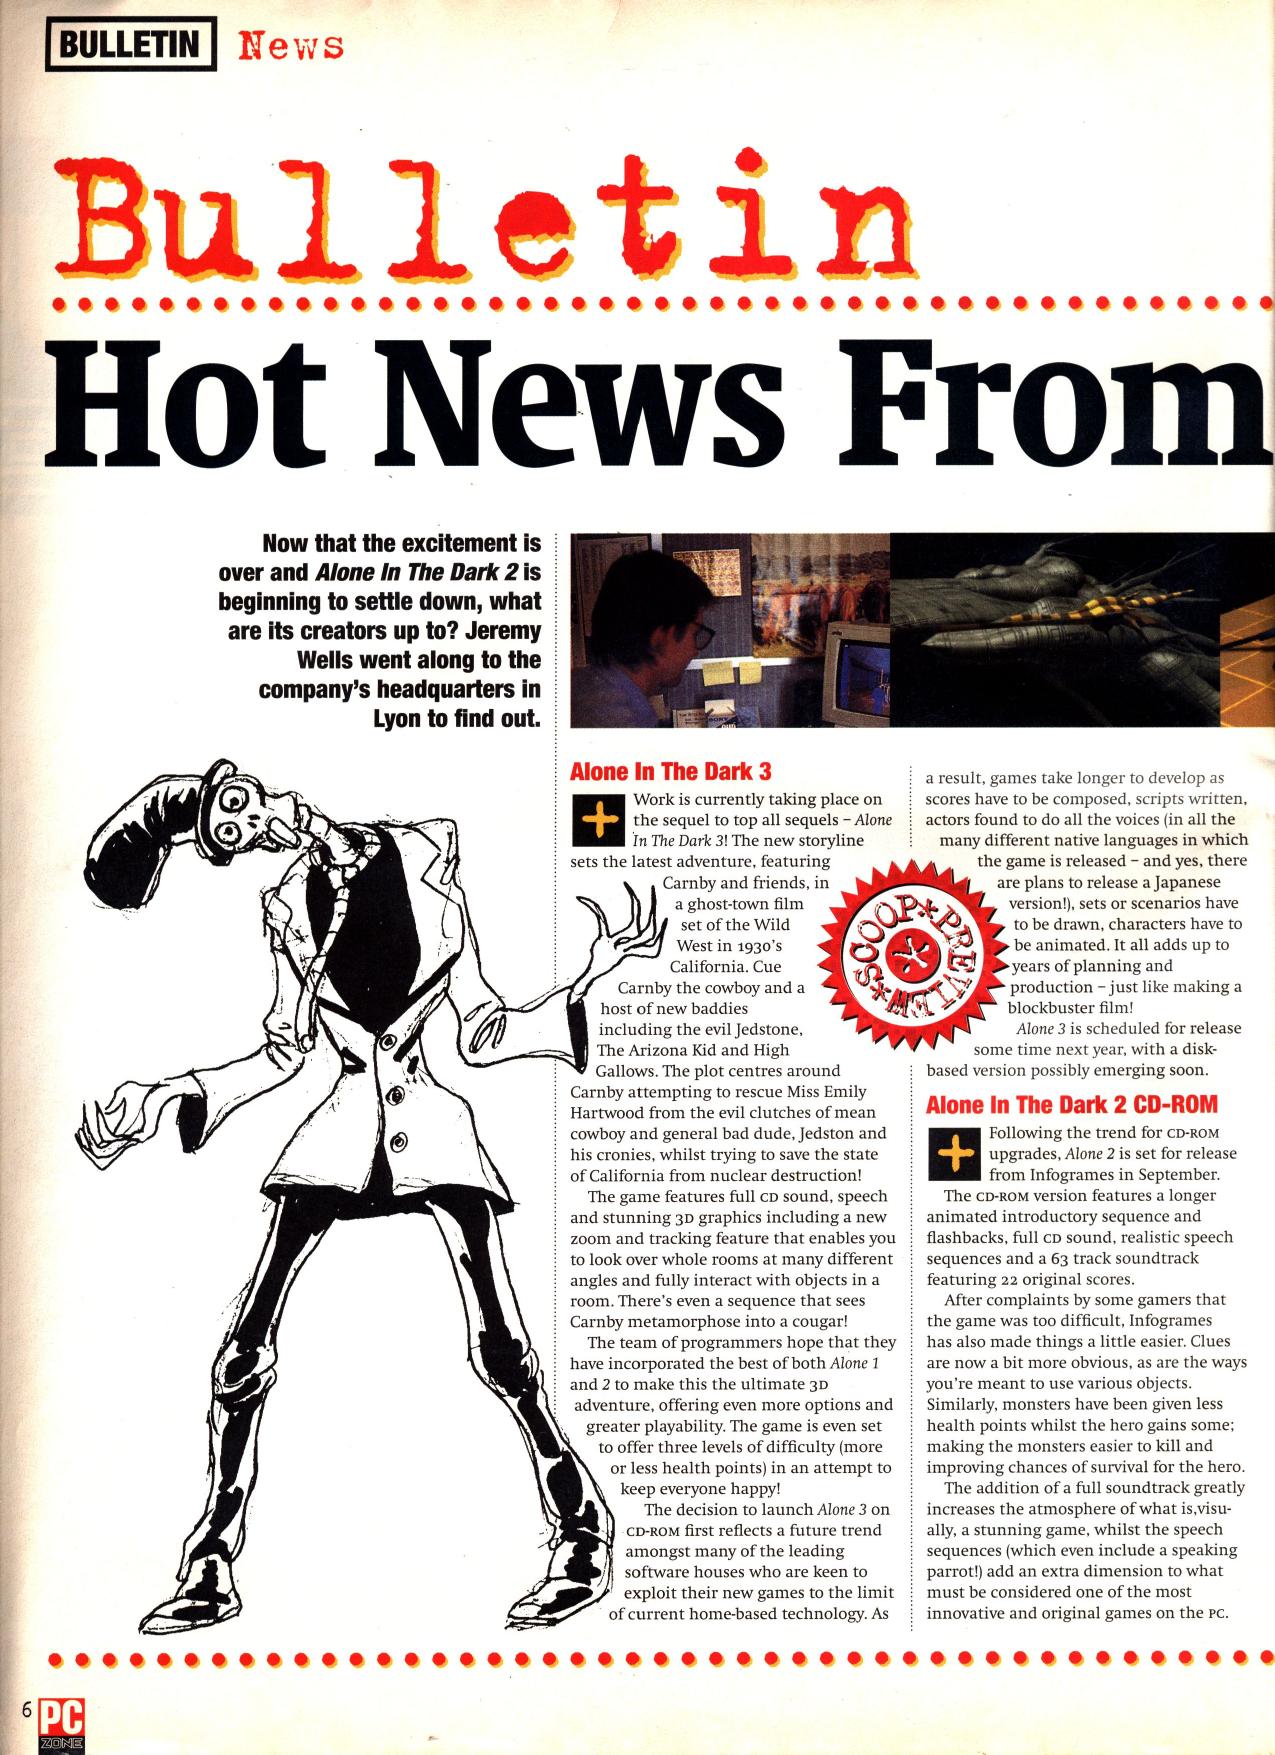 BULLETIN News
Bulletin
Hot News From
Now that the excitement is
over and Alone In The Dark 2 is
beginning to settle down, what
are its creators up to? Jeremy
Wells went along to the
company's headquarters in
Lyon to find out.
Alone In The Dark 3
Work is currently taking place on
the sequel to top all sequels – Alone
In The Dark 3! The new storyline
sets the latest adventure, featuring
Carnby and friends, in
a ghost-town film
set of the Wild
West in 1930's
California. Cue
Carnby the cowboy and a
host of new baddies
including the evil Jedstone,
The Arizona Kid and High
Gallows. The plot centres around
Carnby attempting to rescue Miss Emily
Hartwood from the evil clutches of mean
cowboy and general bad dude, Jedston and
his cronies, whilst trying to save the state
of California from nuclear destruction!
The game features full CD sound, speech
and stunning 3D graphics including a new
zoom and tracking feature that enables you
to look over whole rooms at many different
angles and fully interact with objects in a
room. There's even a sequence that sees
Carnby metamorphose into a cougar!
The team of programmers hope that they
have incorporated the best of both Alone 1
and 2 to make this the ultimate 3D
adventure, offering even more options and
greater playability. The game is even set
to offer three levels of difficulty (more
or less health points) in an attempt to
keep everyone happy!
The decision to launch Alone 3 on
CD-ROM first reflects a future trend
amongst many of the leading
software houses who are keen to
exploit their new games to the limit
of current home-based technology. As
a result, games take longer to develop as
scores have to be composed, scripts written,
actors found to do all the voices (in all the
many different native languages in which
the game is released – and yes, there
are plans to release a Japanese
version!), sets or scenarios have
to be drawn, characters have to
be animated. It all adds up to
years of planning and
production – just like making a
blockbuster film!
Alone 3 is scheduled for release
some time next year, with a disk-
based version possibly emerging soon.
SCOOP*PREVIEW*
Alone In The Dark 2 CD-ROM
Following the trend for CD-ROM
upgrades, Alone 2 is set for release
from Infogrames in September.
The CD-ROM version features a longer
animated introductory sequence and
flashbacks, full CD sound, realistic speech
sequences and a 63 track soundtrack
featuring 22 original scores.
After complaints by some gamers that
the game was too difficult, Infogrames
has also made things a little easier. Clues
are now a bit more obvious, as are the ways
you're meant to use various objects.
Similarly, monsters have been given less
health points whilst the hero gains some;
making the monsters easier to kill and
improving chances of survival for the hero.
The addition of a full soundtrack greatly
increases the atmosphere of what is,visu-
ally, a stunning game, whilst the speech
sequences (which even include a speaking
parrot!) add an extra dimension to what
must be considered one of the most
innovative and original games on the PC.
6 PC
ZONE